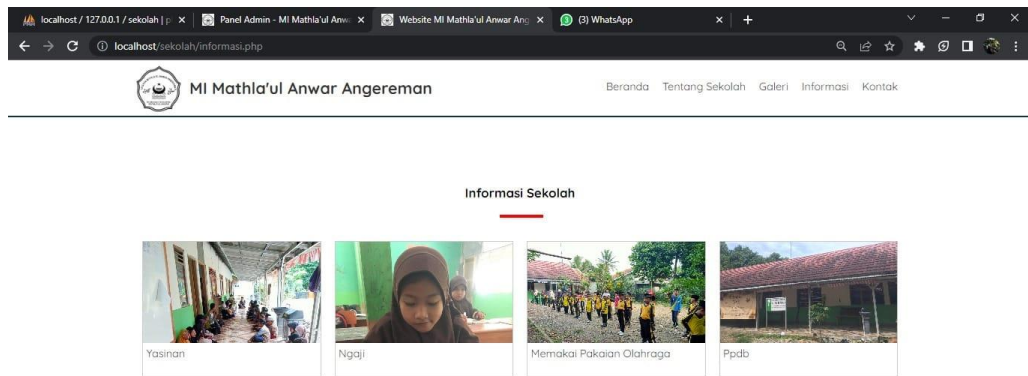 localhost / 127.0.0.1 / sekolah | p
Panel Admin - MI Mathla'ul Anwa
Website MI Mathla'ul Anwar Ang
(3) WhatsApp
localhost/sekolah/informasi.php
MI Mathla'ul Anwar Angereman
Beranda Tentang Sekolah Galeri Informasi Kontak
Informasi Sekolah
Yasinan
Ngaji
Memakai Pakaian Olahraga
Ppdb